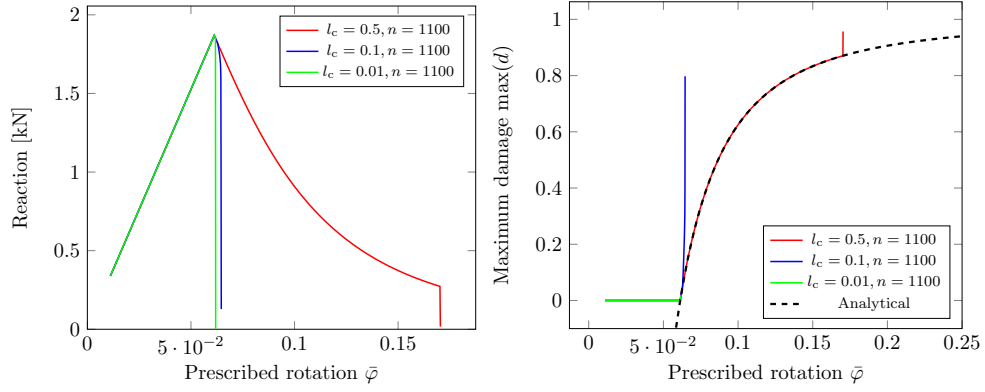 2
1.5
1
0.5
0
Reaction [kN]
l_c = 0.5, n = 1100
l_c = 0.1, n = 1100
l_c = 0.01, n = 1100
0 5 · 10⁻² 0.1 0.15
Prescribed rotation φ̄
1
0.8
0.6
0.4
0.2
0
Maximum damage max(d)
l_c = 0.5, n = 1100
l_c = 0.1, n = 1100
l_c = 0.01, n = 1100
Analytical
0 5 · 10⁻² 0.1 0.15 0.2 0.25
Prescribed rotation φ̄